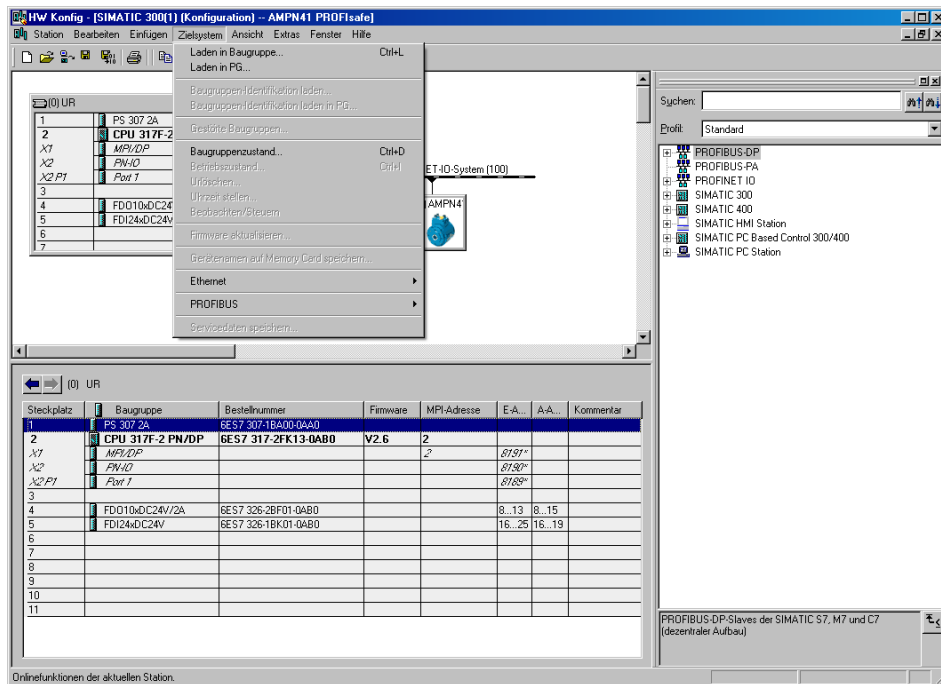 HW Konfig - [SIMATIC 300(1) (Konfiguration) -- AMPN41 PROFIsafe]
Station Bearbeiten Einfügen Zielsystem Ansicht Extras Fenster Hilfe
Laden in Baugruppe... Ctrl+L
Laden in PG...
Baugruppen-Identifikation laden...
Baugruppen-Identifikation laden in PG...
Gestörte Baugruppen...
Baugruppenzustand... Ctrl+D
Betriebszustand... Ctrl+I
Urlöschen...
Uhrzeit stellen...
Beobachten/Steuern
Firmware aktualisieren...
Gerätenamen auf Memory Card speichern...
Ethernet
PROFIBUS
Servicedaten speichern...
(0) UR
1 PS 307 2A
2 CPU 317F-2
X1 MPI/DP
X2 PN-IO
X2 P1 Port 1
3
4 FDO10xDC24
5 FDI24xDC24V
6
7
ET-IO-System (100)
AMPN4
Suchen:
Profil: Standard
PROFIBUS-DP
PROFIBUS-PA
PROFINET IO
SIMATIC 300
SIMATIC 400
SIMATIC HMI Station
SIMATIC PC Based Control 300/400
SIMATIC PC Station
(0) UR
Steckplatz Baugruppe Bestellnummer Firmware MPI-Adresse E-A... A-A... Kommentar
1 PS 307 2A 6ES7 307-1BA00-0AA0
2 CPU 317F-2 PN/DP 6ES7 317-2FK13-0AB0 V2.6 2
X1 MPI/DP 2 8191*
X2 PN-IO 8190*
X2 P1 Port 1 8189*
3
4 FDO10xDC24V/2A 6ES7 326-2BF01-0AB0 8...13 8...15
5 FDI24xDC24V 6ES7 326-1BK01-0AB0 16...25 16...19
6
7
8
9
10
11
PROFIBUS-DP-Slaves der SIMATIC S7, M7 und C7
(dezentraler Aufbau)
Onlinefunktionen der aktuellen Station.